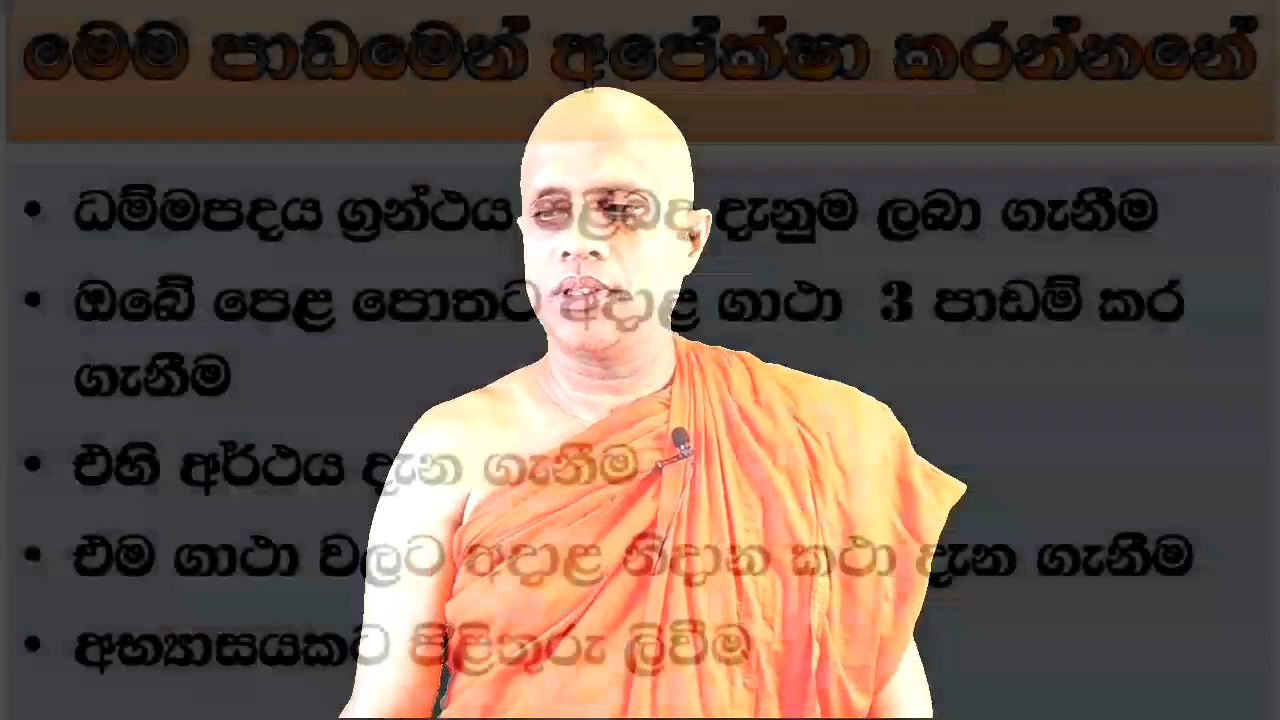 මෙම පාඩමෙන් අපේක්ෂා කරන්නනේ
• ධම්මපදය ග්‍රන්ථය පිළිබඳ දැනුම ලබා ගැනීම
• ඔබේ පෙළ පොතට අදාළ ගාථා 3 පාඩම් කර
ගැනීම
• එහි අර්ථය දැන ගැනීම
• එම ගාථා වලට අදාළ නිදාන කථා දැන ගැනීම
• අභ්‍යාසයකට පිළිතුරු ලිවීම